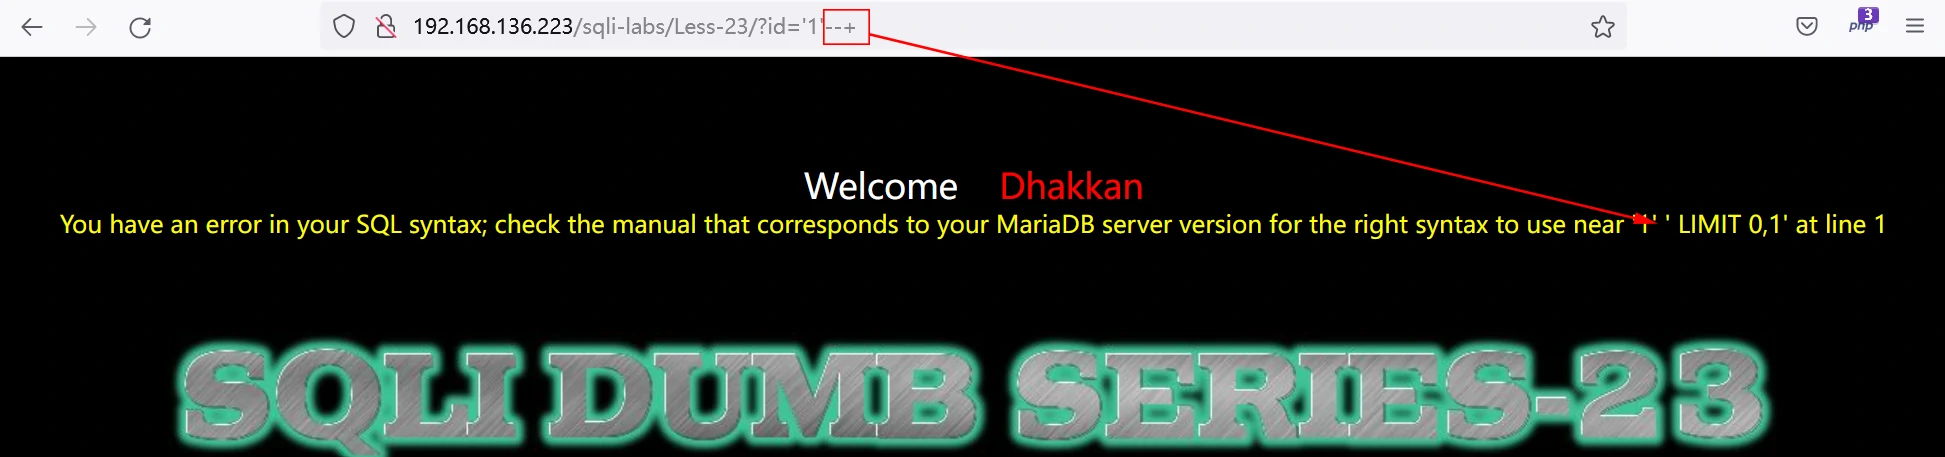 192.168.136.223/sqli-labs/Less-23/?id='1'--+
3
php
Welcome Dhakkan
You have an error in your SQL syntax; check the manual that corresponds to your MariaDB server version for the right syntax to use near '1' ' LIMIT 0,1' at line 1
SQLI DUMB SERIES-23